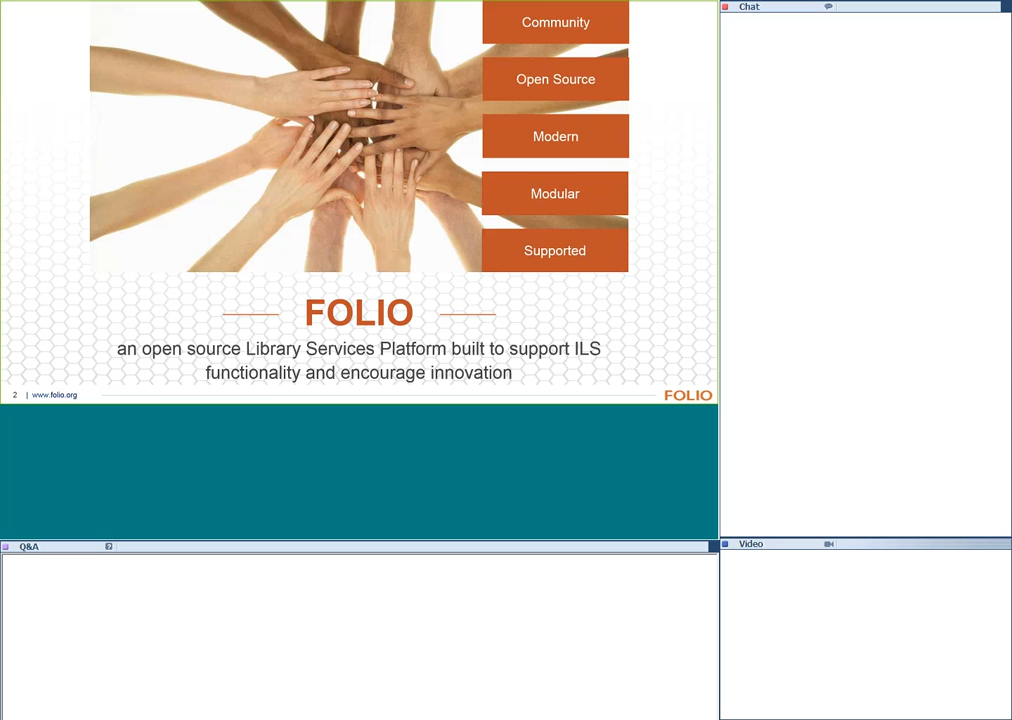 Community
Open Source
Modern
Modular
Supported
FOLIO
an open source Library Services Platform built to support ILS
functionality and encourage innovation
2 | www.folio.org
FOLIO
Q&A
Chat
Video